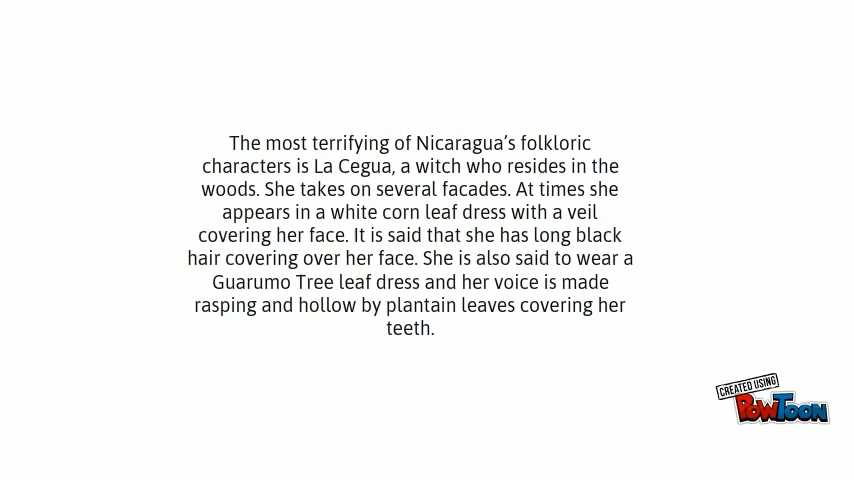 The most terrifying of Nicaragua’s folkloric
characters is La Cegua, a witch who resides in the
woods. She takes on several facades. At times she
appears in a white corn leaf dress with a veil
covering her face. It is said that she has long black
hair covering over her face. She is also said to wear a
Guarumo Tree leaf dress and her voice is made
rasping and hollow by plantain leaves covering her
teeth.
CREATED USING
POWTOON